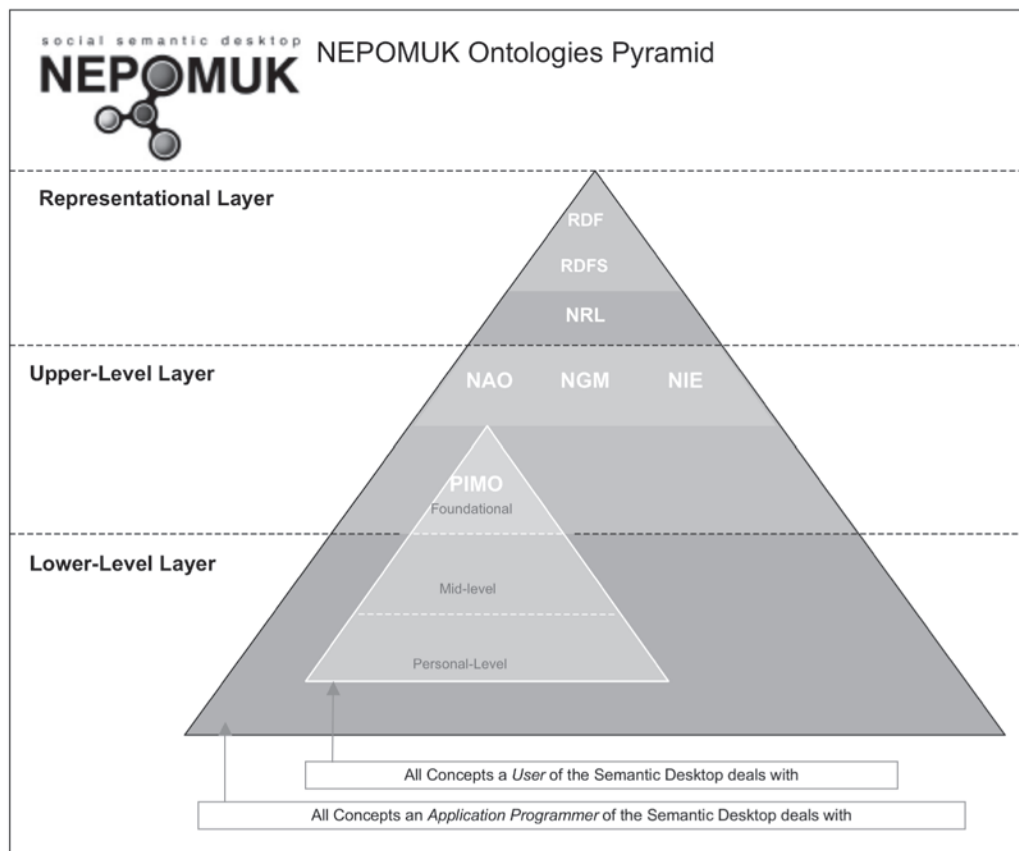 social semantic desktop
NEPOMUK
NEPOMUK Ontologies Pyramid
Representational Layer
RDF
RDFS
NRL
Upper-Level Layer
NAO NGM NIE
PIMO
Foundational
Lower-Level Layer
Mid-level
Personal-Level
All Concepts a User of the Semantic Desktop deals with
All Concepts an Application Programmer of the Semantic Desktop deals with